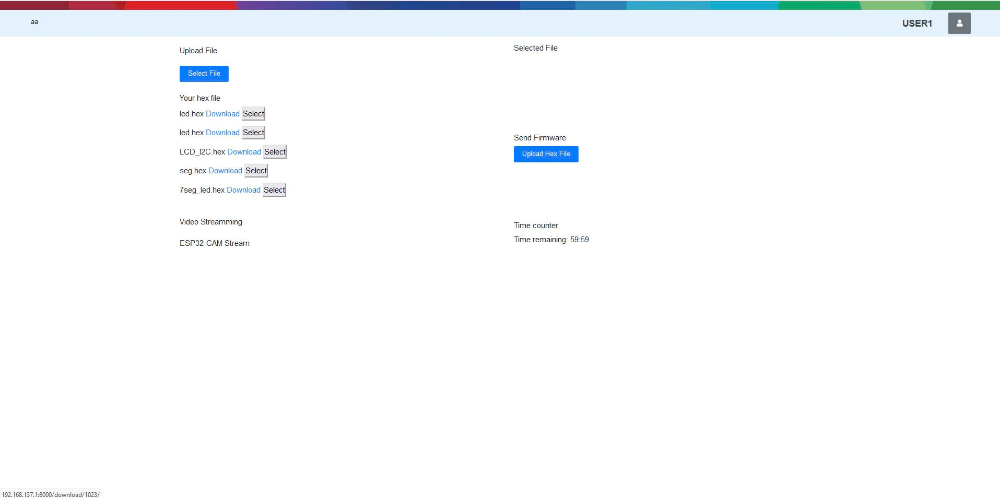 aa
USER1
Upload File
Select File
Your hex file
led.hex Download Select
led.hex Download Select
LCD_I2C.hex Download Select
seg.hex Download Select
7seg_led.hex Download Select
Video Streamming
ESP32-CAM Stream
Selected File
Send Firmware
Upload Hex File
Time counter
Time remaining: 59:59
192.168.137.1:8000/download/1023/